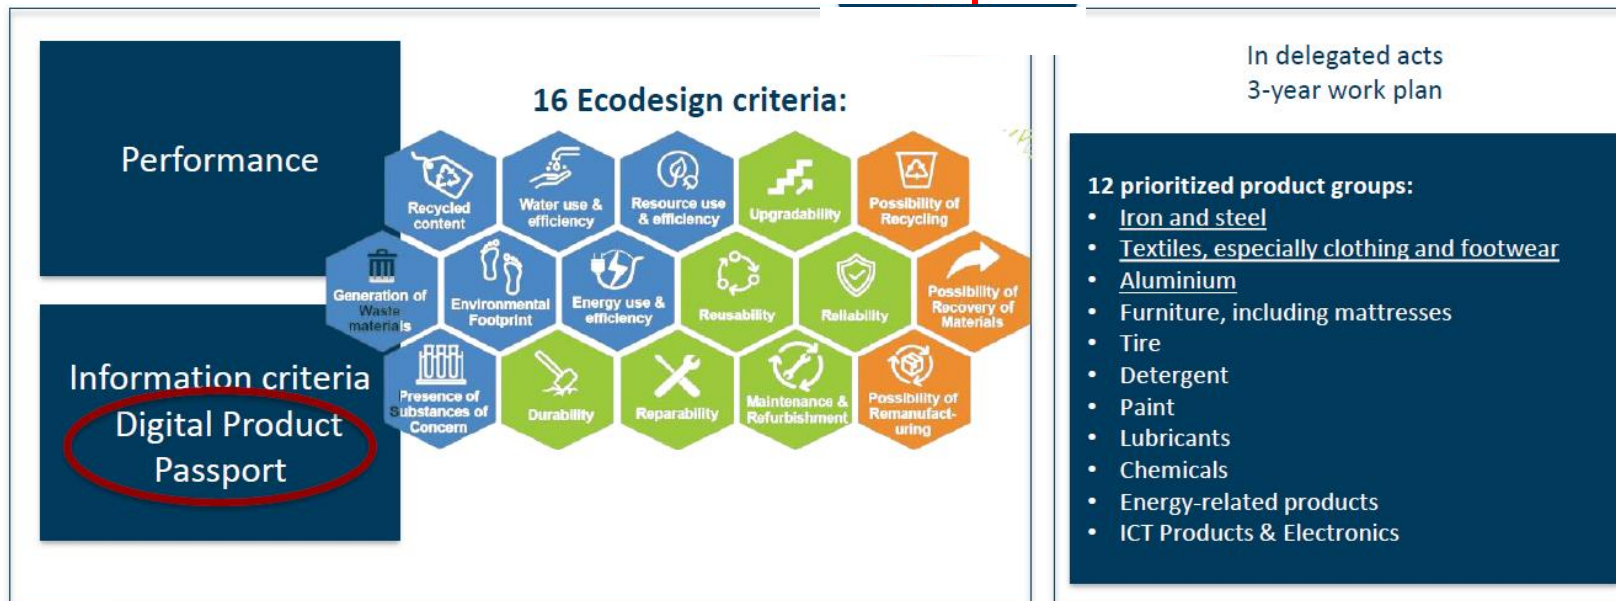 Performance
Information criteria
Digital Product
Passport
16 Ecodesign criteria:
Recycled
content
Water use &
efficiency
Resource use
& efficiency
Upgradability
Possibility of
Recycling
Generation of
Waste
materials
Environmental
Footprint
Energy use &
efficiency
Reusability
Reliability
Possibility of
Recovery of
Materials
Presence of
Substances of
Concern
Durability
Reparability
Maintenance &
Refurbishment
Possibility of
Remanufact-
uring
In delegated acts
3-year work plan
12 prioritized product groups:
• Iron and steel
• Textiles, especially clothing and footwear
• Aluminium
• Furniture, including mattresses
• Tire
• Detergent
• Paint
• Lubricants
• Chemicals
• Energy-related products
• ICT Products & Electronics